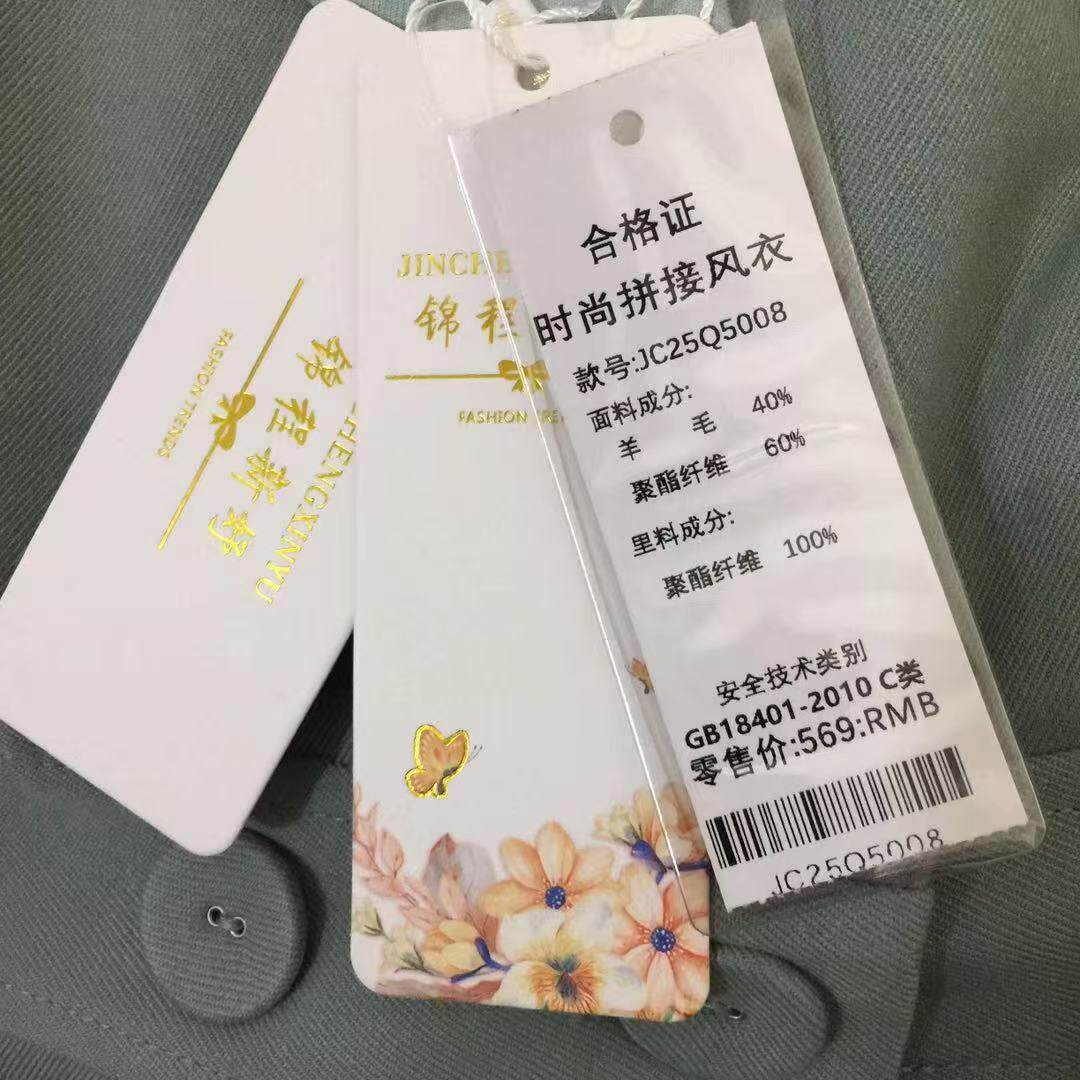 锦程新妤
CHENGXINYU
FASHION TRENDS
JINCHE
锦程
FASHION TRE
合格证
时尚拼接风衣
款号:JC25Q5008
面料成分:
羊 毛 40%
聚酯纤维 60%
里料成分:
聚酯纤维 100%
安全技术类别
GB18401-2010 C类
零售价:569:RMB
JC25Q5008